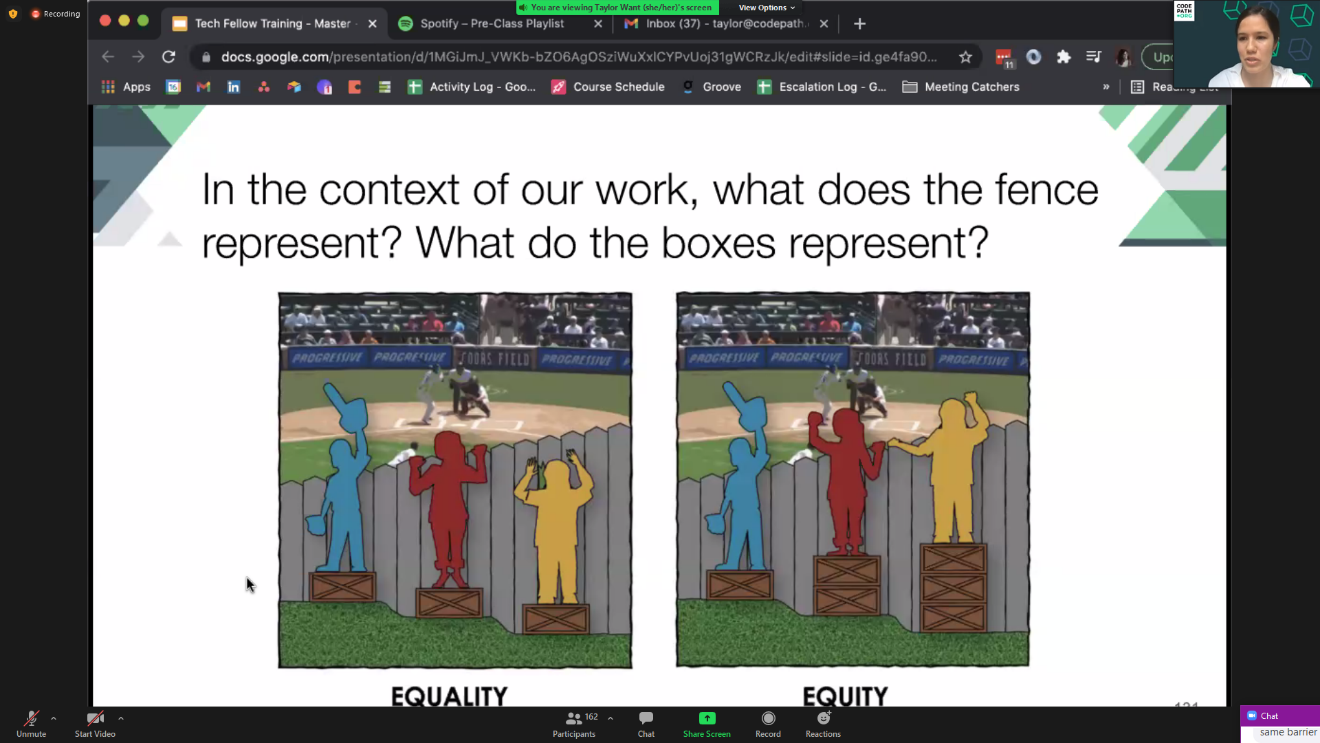 Recording
Tech Fellow Training - Master
Spotify – Pre-Class Playlist
Inbox (37) - taylor@codepath.
You are viewing Taylor Want (she/her)'s screen
View Options
CODE
PATH
*ORG
docs.google.com/presentation/d/1MGiJmJ_VWKb-bZO6AgOSziWuXxlCYPvUoj31gWCRzJk/edit#slide=id.ge4fa90...
11
Apps
Activity Log - Goo...
Course Schedule
Groove
Escalation Log - G...
Meeting Catchers
»
In the context of our work, what does the fence
represent? What do the boxes represent?
PROGRESSIVE PROGRESSIVE COORS FIELD PROGRESSIVE
PROGRESSIVE PROGRESSIVE COORS FIELD PROGRESSIVE
EQUALITY
EQUITY
Unmute
Start Video
162
Participants
Chat
Share Screen
Record
Reactions
Chat
same barrier